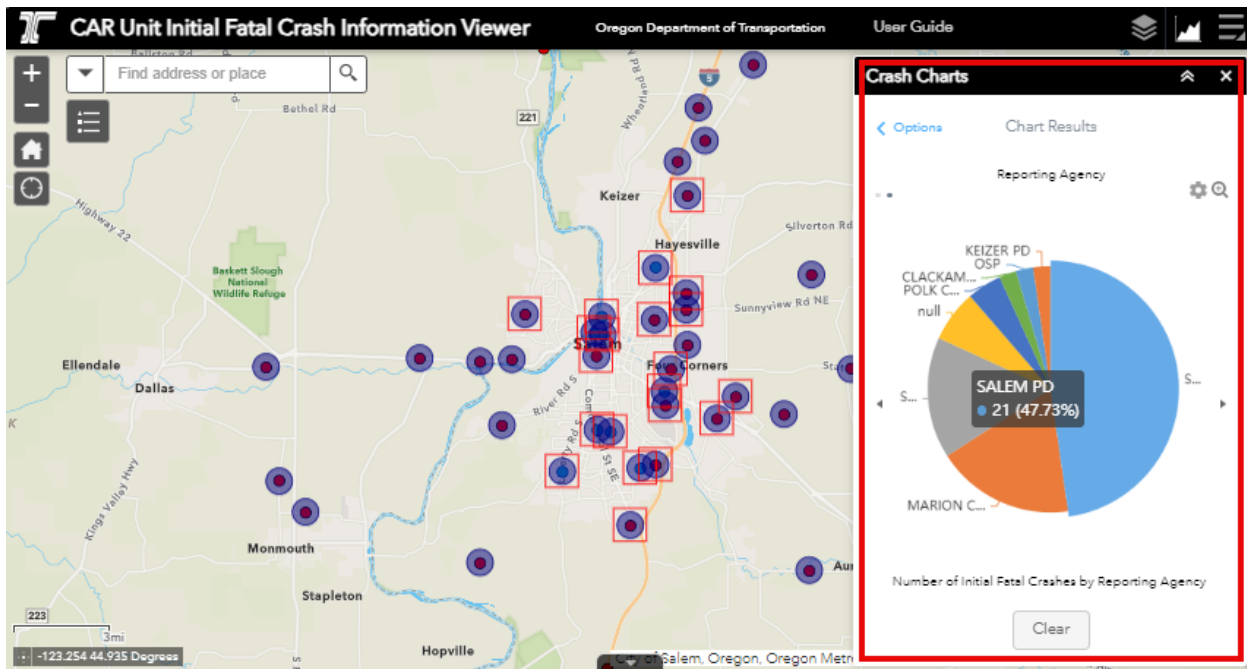 CAR Unit Initial Fatal Crash Information Viewer
Oregon Department of Transportation
User Guide
Find address or place
Bethel Rd
221
5
Keizer
Silverton Rd
Highway 22
Hayesville
Baskett Slough
National
Wildlife Refuge
Sunnyview Rd NE
Salem
Ellendale
Four Corners
Dallas
River Rd S
K
Kings Valley Hwy
Monmouth
Stapleton
223
3mi
-123.254 44.935 Degrees
Hopville
City of Salem, Oregon, Oregon Metr
Crash Charts
Options
Chart Results
Reporting Agency
KEIZER PD
OSP
CLACKAM...
POLK C...
null
S...
SALEM PD
21 (47.73%)
S...
MARION C...
Number of Initial Fatal Crashes by Reporting Agency
Clear